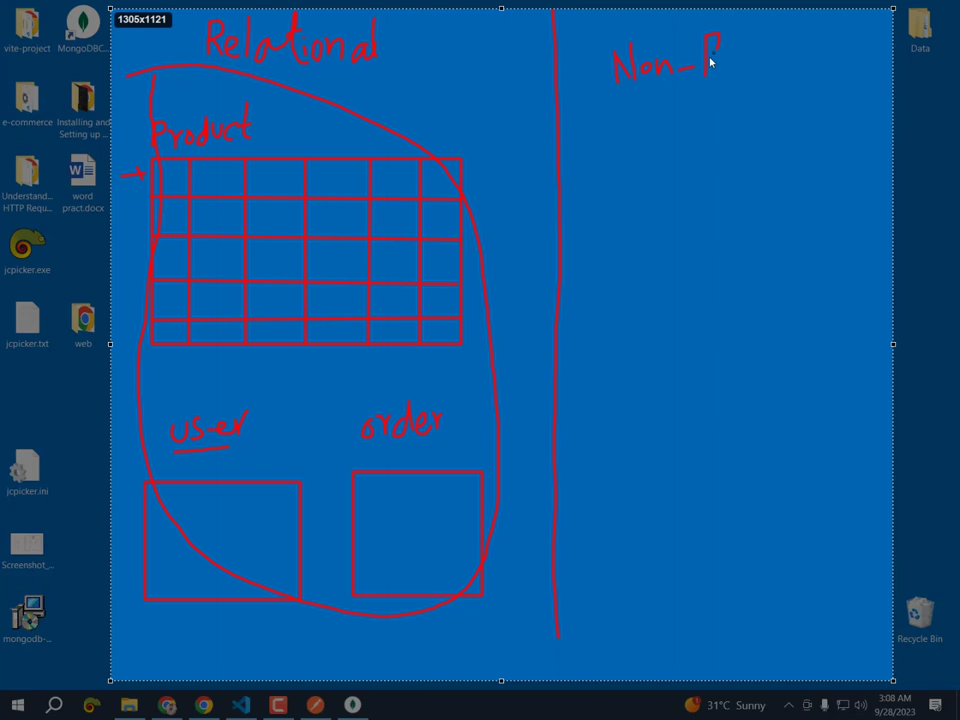 1305x1121
vite-project
MongoDBC...
Data
e-commerce
Installing and
Setting up ...
Understand...
HTTP Requ...
word
pract.docx
jcpicker.exe
jcpicker.txt
web
jcpicker.ini
Screenshot_...
mongodb-...
Recycle Bin
Relational
Product
user
order
Non_P
31°C Sunny
3:08 AM
9/28/2023